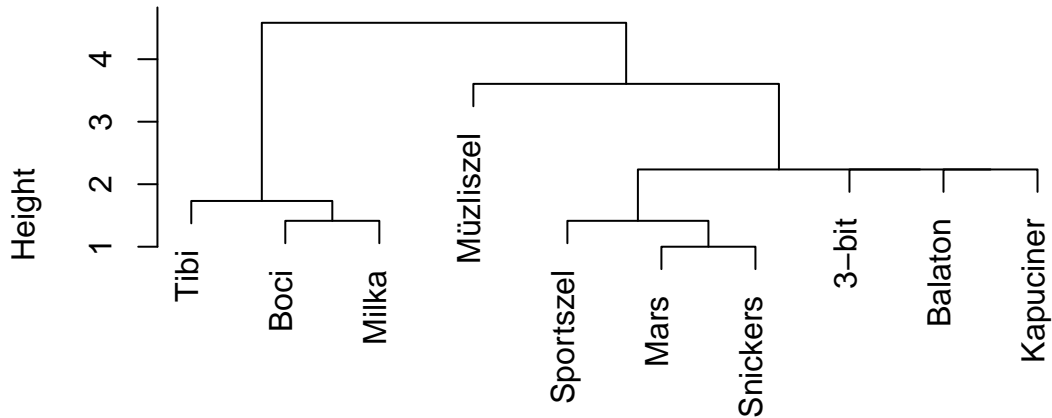 Height
4
3
2
1
Tibi
Boci
Milka
Müzliszel
Sportszel
Mars
Snickers
3−bit
Balaton
Kapuciner